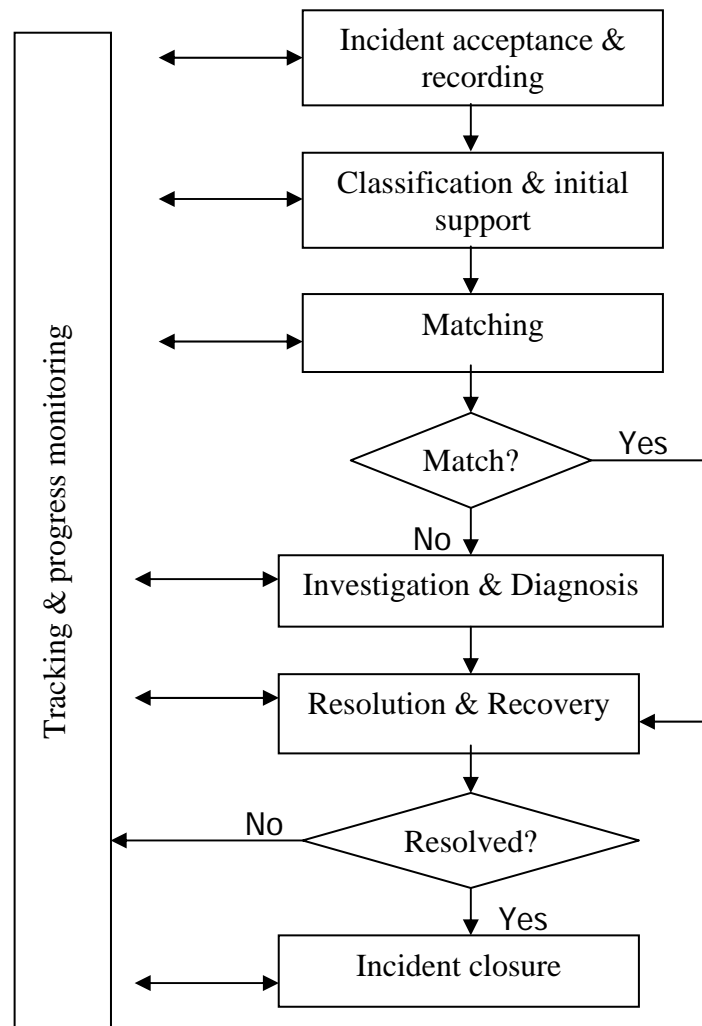 Incident acceptance &
recording
Classification & initial
support
Matching
Match?
Yes
No
Investigation & Diagnosis
Resolution & Recovery
No
Resolved?
Yes
Incident closure
Tracking & progress monitoring